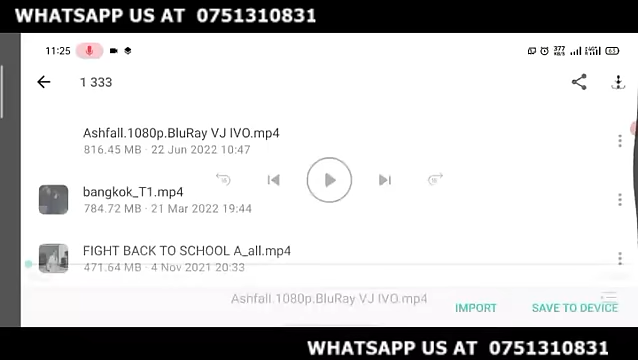 WHATSAPP US AT 0751310831
11:25
377
KB/S
63
1 333
Ashfall.1080p.BluRay VJ IVO.mp4
816.45 MB · 22 Jun 2022 10:47
bangkok_T1.mp4
784.72 MB · 21 Mar 2022 19:44
FIGHT BACK TO SCHOOL A_all.mp4
471.64 MB · 4 Nov 2021 20:33
Ashfall.1080p.BluRay VJ IVO.mp4
IMPORT
SAVE TO DEVICE
WHATSAPP US AT 0751310831